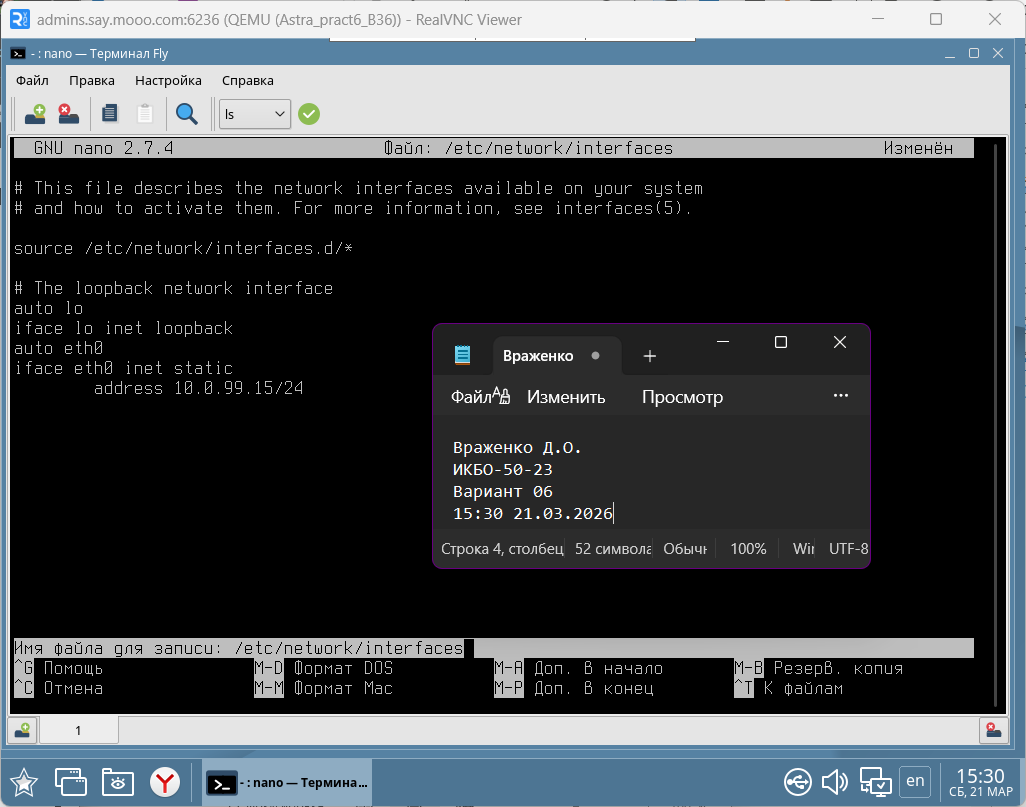 admins.say.mooo.com:6236 (QEMU (Astra_pract6_B36)) - RealVNC Viewer
- : nano — Терминал Fly
Файл Правка Настройка Справка
ls
GNU nano 2.7.4 Файл: /etc/network/interfaces Изменён
# This file describes the network interfaces available on your system
# and how to activate them. For more information, see interfaces(5).
source /etc/network/interfaces.d/*
# The loopback network interface
auto lo
iface lo inet loopback
auto eth0
iface eth0 inet static
address 10.0.99.15/24
Враженко
Файл Изменить Просмотр
Враженко Д.О.
ИКБО-50-23
Вариант 06
15:30 21.03.2026
Строка 4, столбец 52 символа Обычн 100% Win UTF-8
Имя файла для записи: /etc/network/interfaces
^G Помощь M-D Формат DOS M-A Доп. в начало M-B Резерв. копия
^C Отмена M-M Формат Mac M-P Доп. в конец ^T К файлам
1
- : nano — Термина...
en
15:30
СБ, 21 МАР